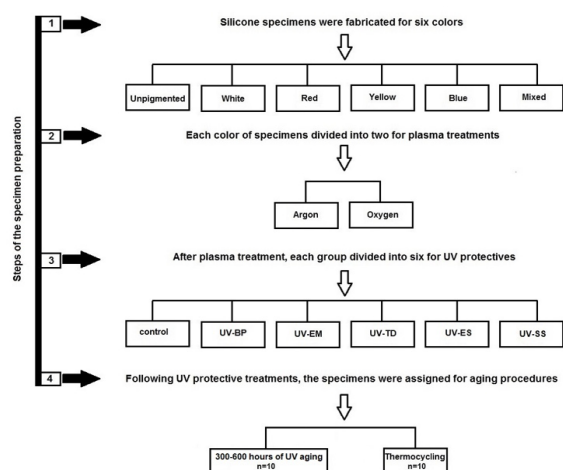 Steps of the specimen preparation
1
Silicone specimens were fabricated for six colors
Unpigmented White Red Yellow Blue Mixed
2
Each color of specimens divided into two for plasma treatments
Argon Oxygen
3
After plasma treatment, each group divided into six for UV protectives
control UV-BP UV-EM UV-TD UV-ES UV-SS
4
Following UV protective treatments, the specimens were assigned for aging procedures
300-600 hours of UV aging Thermocycling
n=10 n=10